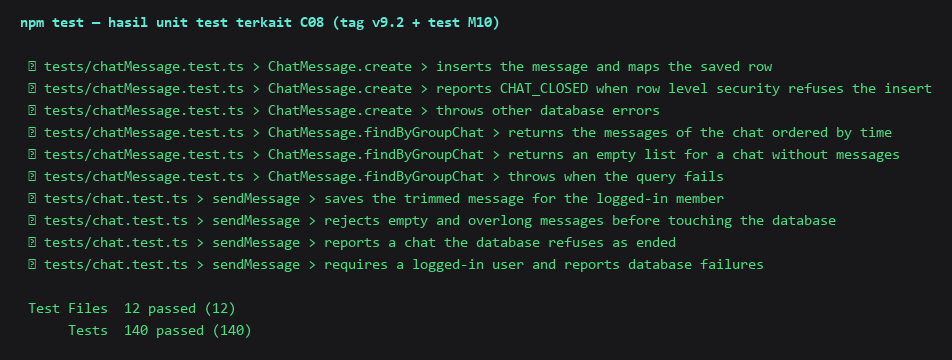 npm test — hasil unit test terkait C08 (tag v9.2 + test M10)
tests/chatMessage.test.ts > ChatMessage.create > inserts the message and maps the saved row
tests/chatMessage.test.ts > ChatMessage.create > reports CHAT_CLOSED when row level security refuses the insert
tests/chatMessage.test.ts > ChatMessage.create > throws other database errors
tests/chatMessage.test.ts > ChatMessage.findByGroupChat > returns the messages of the chat ordered by time
tests/chatMessage.test.ts > ChatMessage.findByGroupChat > returns an empty list for a chat without messages
tests/chatMessage.test.ts > ChatMessage.findByGroupChat > throws when the query fails
tests/chat.test.ts > sendMessage > saves the trimmed message for the logged-in member
tests/chat.test.ts > sendMessage > rejects empty and overlong messages before touching the database
tests/chat.test.ts > sendMessage > reports a chat the database refuses as ended
tests/chat.test.ts > sendMessage > requires a logged-in user and reports database failures
Test Files  12 passed (12)
Tests  140 passed (140)